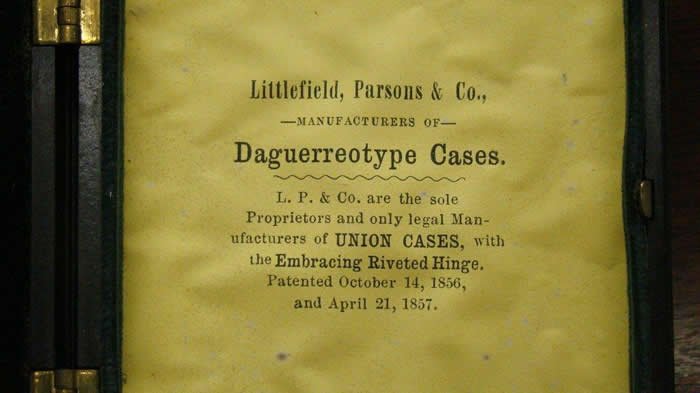 Littlefield, Parsons & Co.,
—MANUFACTURERS OF—
Daguerreotype Cases.
L. P. & Co. are the sole
Proprietors and only legal Man-
ufacturers of UNION CASES, with
the Embracing Riveted Hinge.
Patented October 14, 1856,
and April 21, 1857.